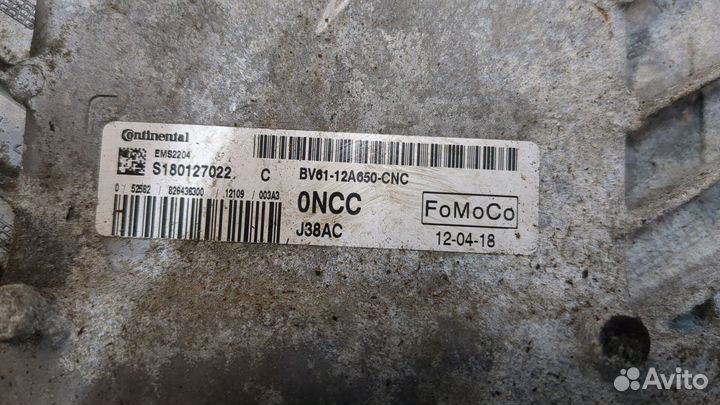 Continental
EMS2204
S180127022 C BV61-12A650-CNC
0 52582 / 826436300 / 12109 / 003A3
0NCC
FoMoCo
J38AC
12-04-18
Avito